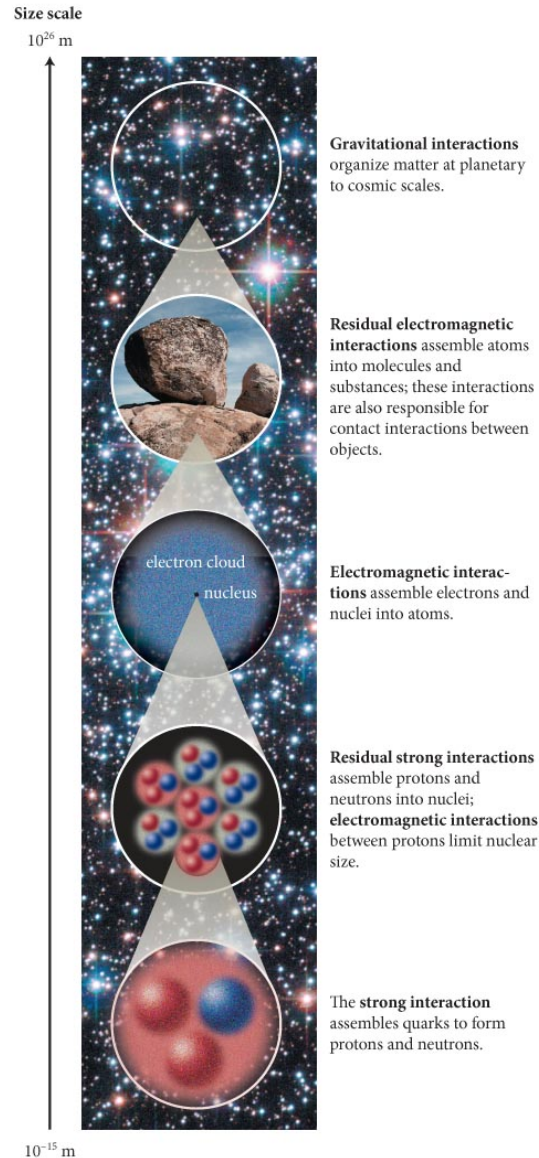 Size scale
10²⁶ m
Gravitational interactions
organize matter at planetary
to cosmic scales.
Residual electromagnetic
interactions assemble atoms
into molecules and
substances; these interactions
are also responsible for
contact interactions between
objects.
electron cloud
nucleus
Electromagnetic interac-
tions assemble electrons and
nuclei into atoms.
Residual strong interactions
assemble protons and
neutrons into nuclei;
electromagnetic interactions
between protons limit nuclear
size.
The strong interaction
assembles quarks to form
protons and neutrons.
10⁻¹⁵ m